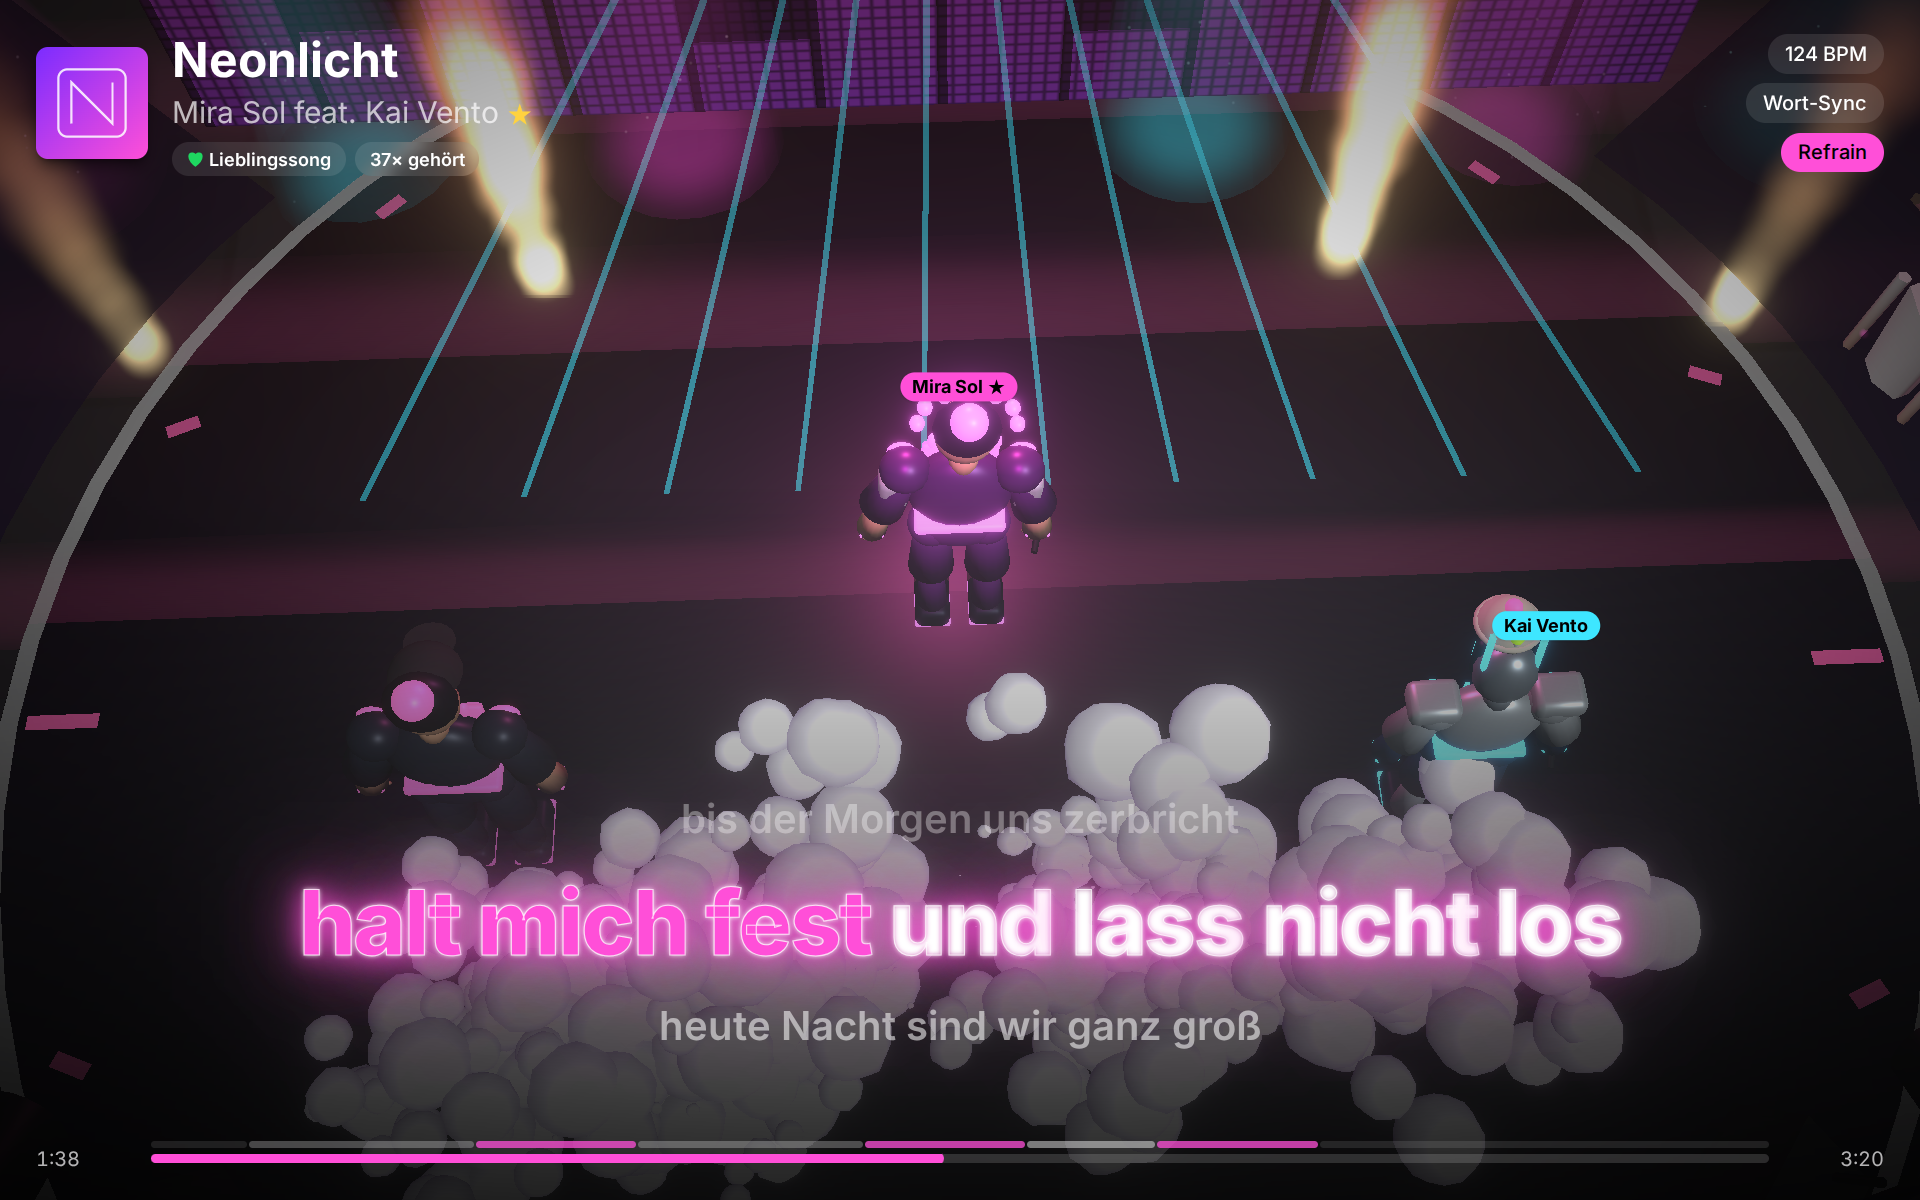 N
Neonlicht
Mira Sol feat. Kai Vento ★
Lieblingssong
37× gehört
124 BPM
Wort-Sync
Refrain
Mira Sol ★
Kai Vento
bis der Morgen uns zerbricht
halt mich fest und lass nicht los
heute Nacht sind wir ganz groß
1:38
3:20